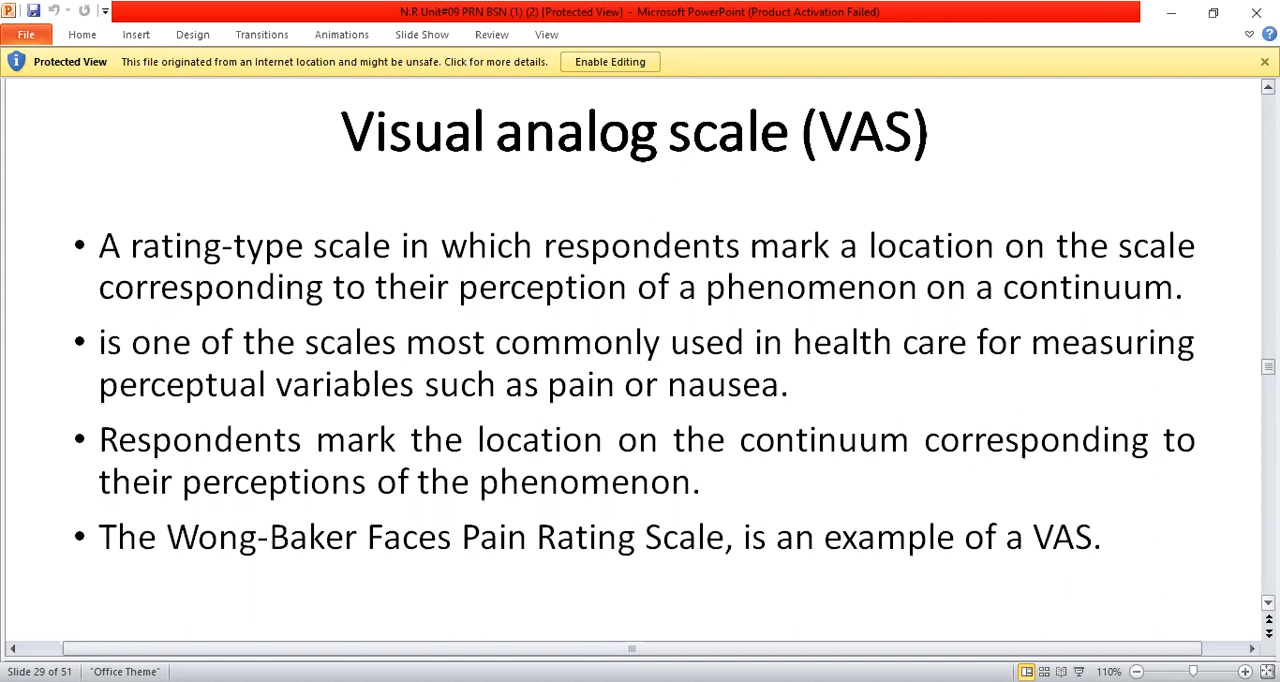 N.R Unit#09 PRN BSN (1) (2) [Protected View] - Microsoft PowerPoint (Product Activation Failed)
File Home Insert Design Transitions Animations Slide Show Review View
Protected View This file originated from an Internet location and might be unsafe. Click for more details. Enable Editing
Visual analog scale (VAS)
• A rating-type scale in which respondents mark a location on the scale
corresponding to their perception of a phenomenon on a continuum.
• is one of the scales most commonly used in health care for measuring
perceptual variables such as pain or nausea.
• Respondents mark the location on the continuum corresponding to
their perceptions of the phenomenon.
• The Wong-Baker Faces Pain Rating Scale, is an example of a VAS.
Slide 29 of 51 "Office Theme" 110%